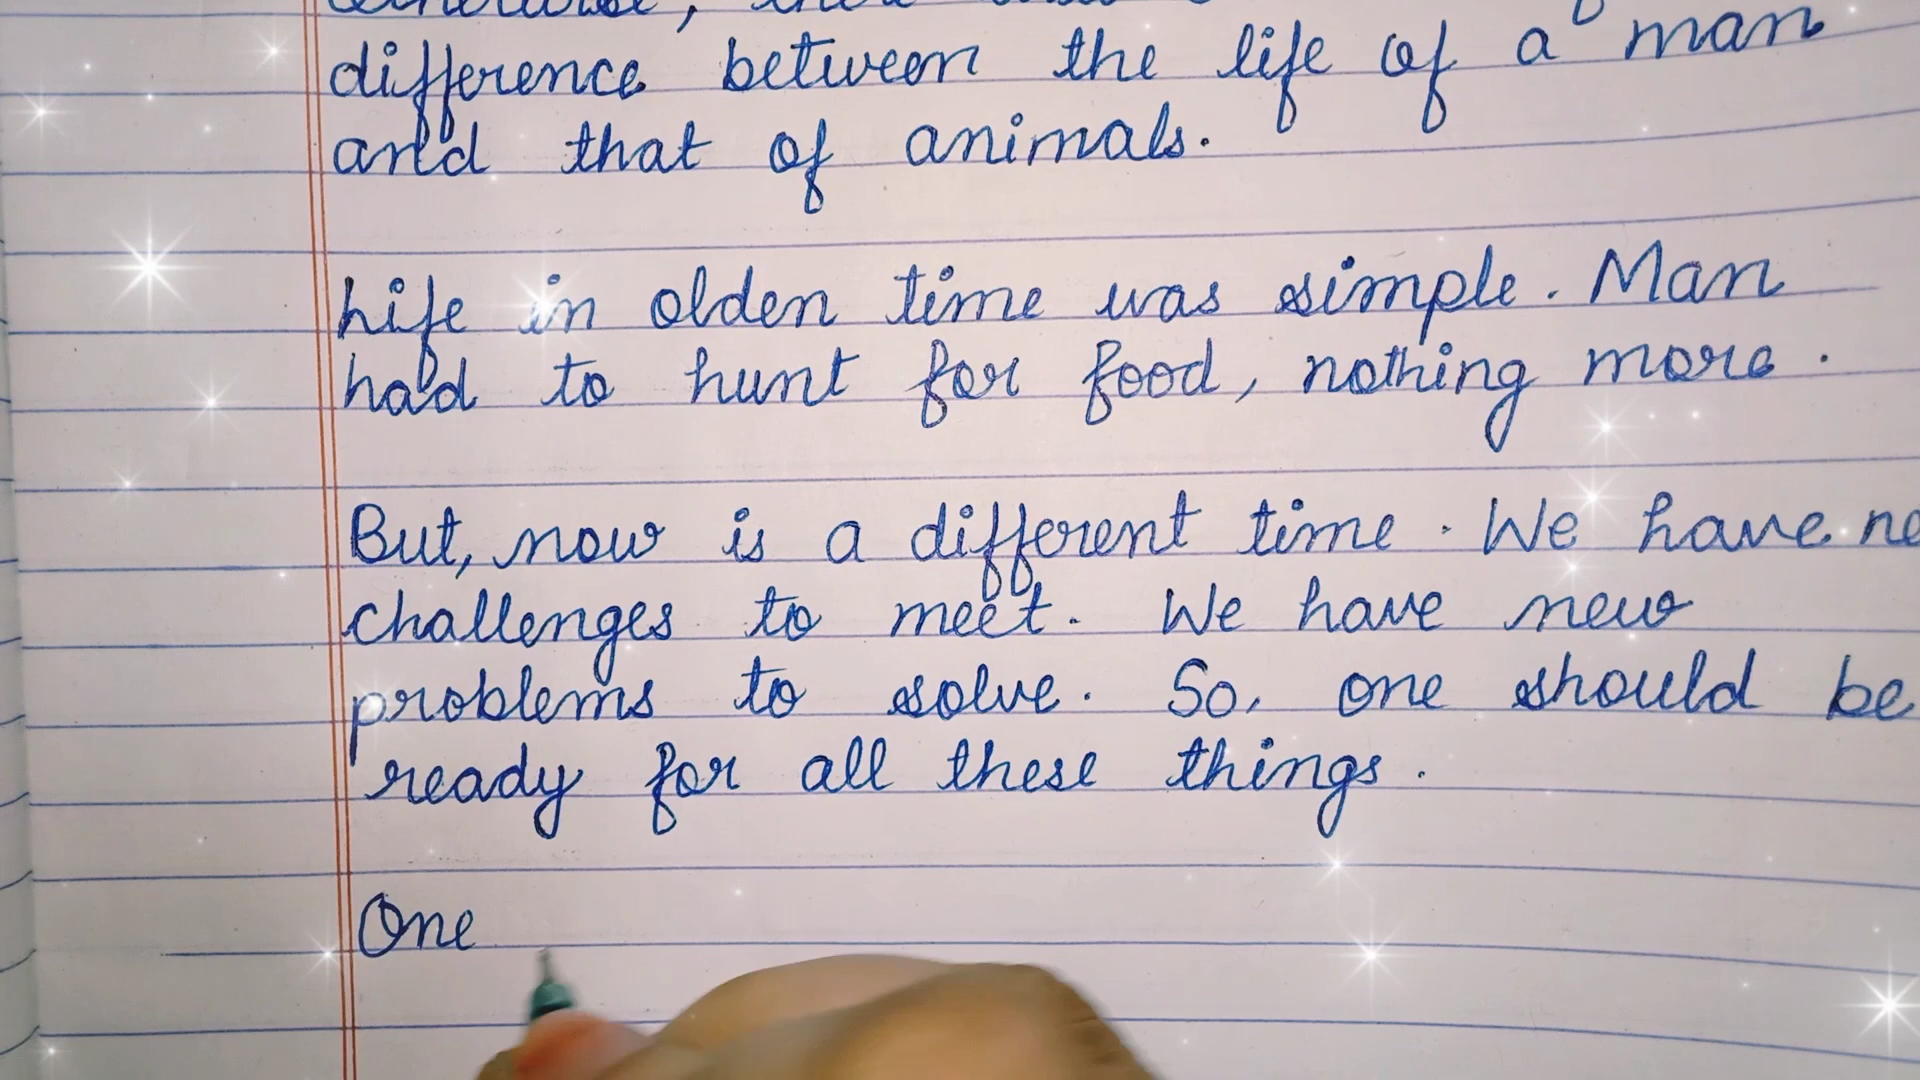 difference between the life of a man
and that of animals.
Life in olden time was simple. Man
had to hunt for food, nothing more.
But, now is a different time. We have
challenges to meet. We have new
problems to solve. So, one should be
ready for all these things.
One